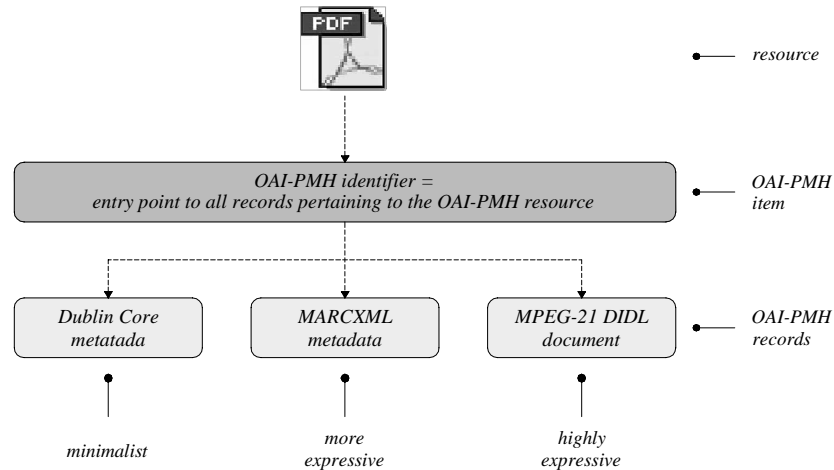 PDF
resource
OAI-PMH identifier =
entry point to all records pertaining to the OAI-PMH resource
OAI-PMH
item
Dublin Core
metatada
MARCXML
metadata
MPEG-21 DIDL
document
OAI-PMH
records
minimalist
more
expressive
highly
expressive